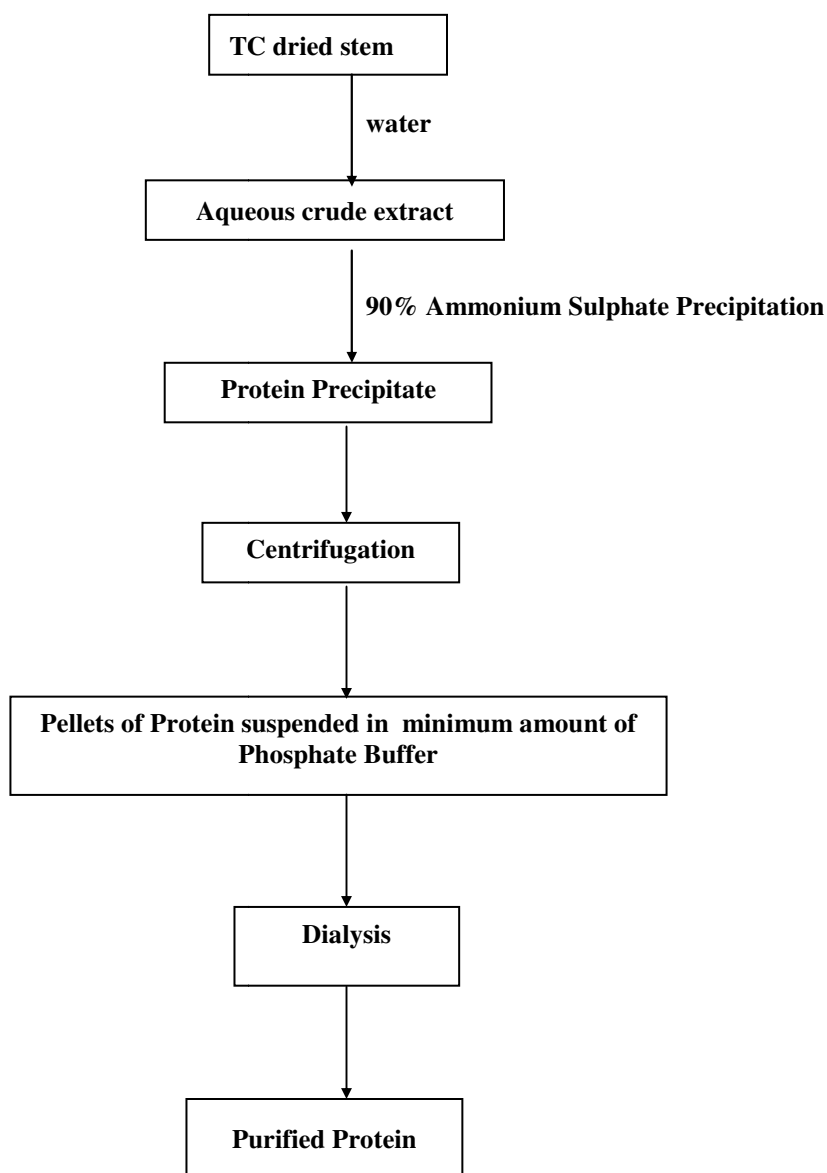 TC dried stem
water
Aqueous crude extract
90% Ammonium Sulphate Precipitation
Protein Precipitate
Centrifugation
Pellets of Protein suspended in minimum amount of
Phosphate Buffer
Dialysis
Purified Protein